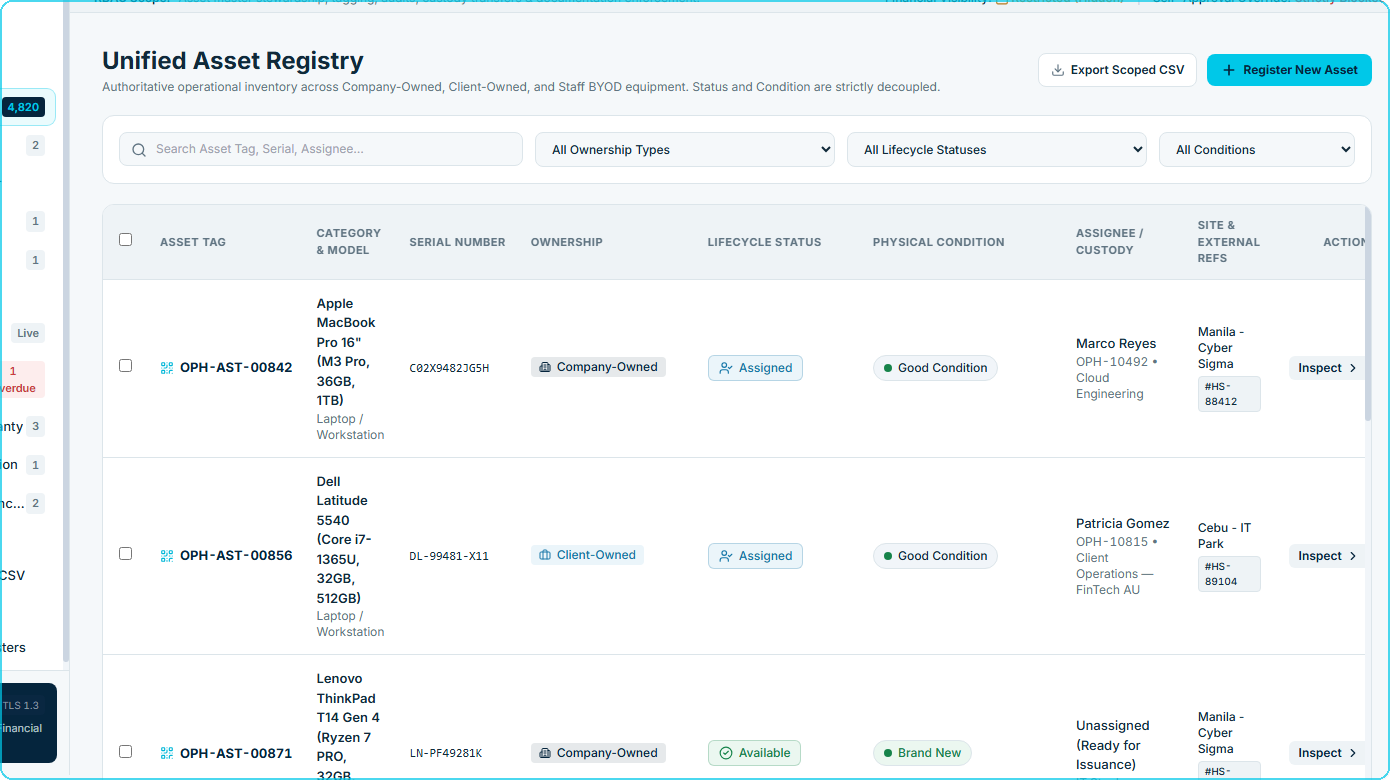 4,820
2
1
1
Live
1
verdue
nty 3
ion 1
nc... 2
CSV
sters
TLS 1.3
Financial
Unified Asset Registry
Authoritative operational inventory across Company-Owned, Client-Owned, and Staff BYOD equipment. Status and Condition are strictly decoupled.
Export Scoped CSV
Register New Asset
Search Asset Tag, Serial, Assignee...
All Ownership Types
All Lifecycle Statuses
All Conditions
ASSET TAG
CATEGORY
& MODEL
SERIAL NUMBER
OWNERSHIP
LIFECYCLE STATUS
PHYSICAL CONDITION
ASSIGNEE /
CUSTODY
SITE &
EXTERNAL
REFS
ACTION
OPH-AST-00842
Apple
MacBook
Pro 16"
(M3 Pro,
36GB,
1TB)
Laptop /
Workstation
C02X9482JG5H
Company-Owned
Assigned
Good Condition
Marco Reyes
OPH-10492 •
Cloud
Engineering
Manila -
Cyber
Sigma
#HS-
88412
Inspect
OPH-AST-00856
Dell
Latitude
5540
(Core i7-
1365U,
32GB,
512GB)
Laptop /
Workstation
DL-99481-X11
Client-Owned
Assigned
Good Condition
Patricia Gomez
OPH-10815 •
Client
Operations —
FinTech AU
Cebu - IT
Park
#HS-
89104
Inspect
OPH-AST-00871
Lenovo
ThinkPad
T14 Gen 4
(Ryzen 7
PRO,
32GB,
LN-PF49281K
Company-Owned
Available
Brand New
Unassigned
(Ready for
Issuance)
Manila -
Cyber
Sigma
#HS-
Inspect